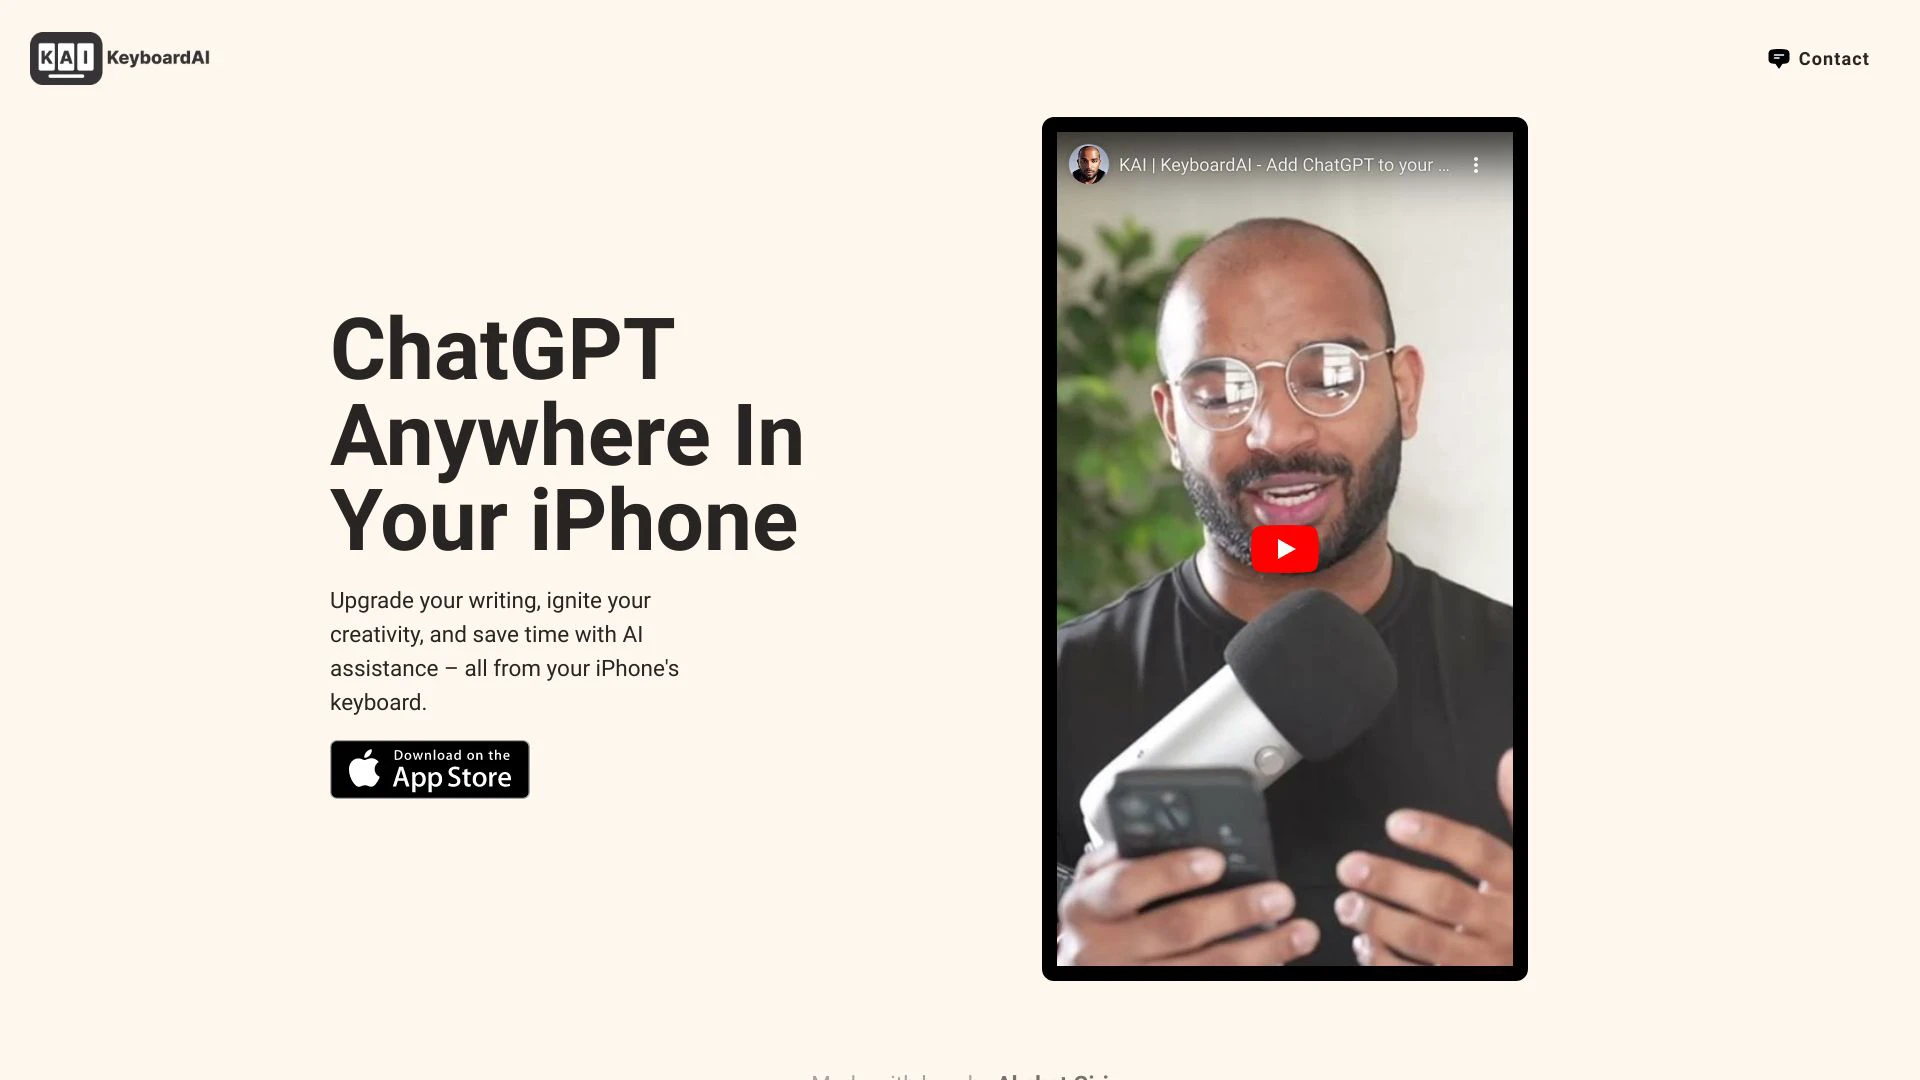 KAI KeyboardAI
Contact
KAI | KeyboardAI - Add ChatGPT to your ...
ChatGPT
Anywhere In
Your iPhone
Upgrade your writing, ignite your
creativity, and save time with AI
assistance – all from your iPhone's
keyboard.
Download on the
App Store